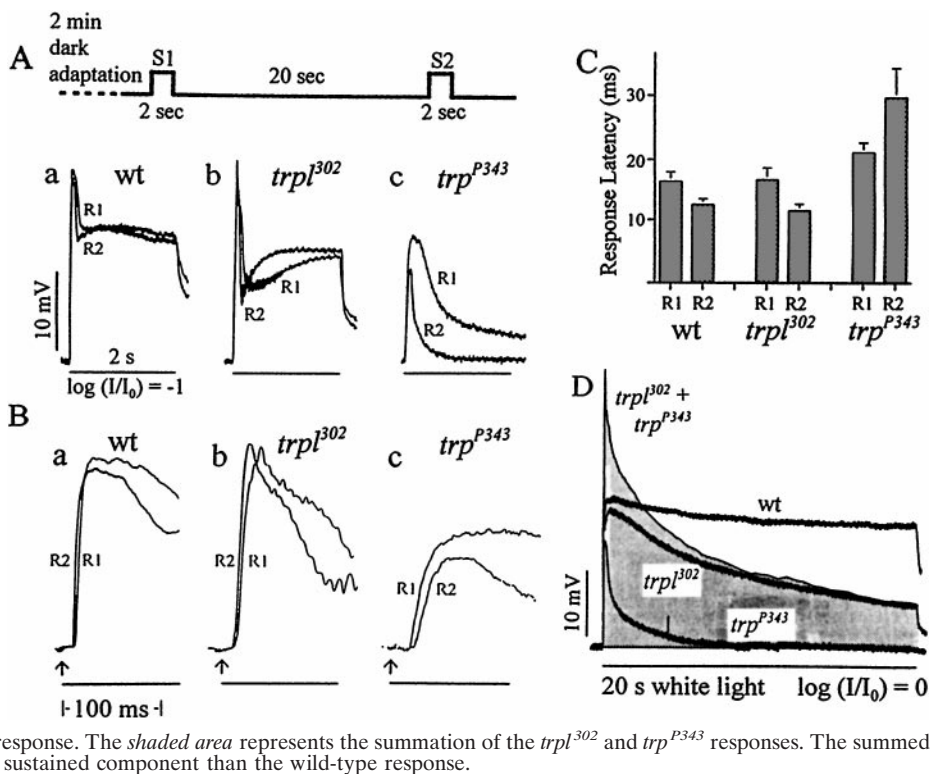 2 min
dark
adaptation
A
S1
20 sec
S2
2 sec
2 sec
a wt
b trpl³⁰²
c trpᴾ³⁴³
R1
R2
R1
R2
R1
R2
10 mV
2 s
log (I/I₀) = -1
B
a wt
b trpl³⁰²
c trpᴾ³⁴³
R2 R1
R2 R1
R1 R2
↑
↑
↑
100 ms
C
Response Latency (ms)
30
20
10
R1 R2 R1 R2 R1 R2
wt trpl³⁰² trpᴾ³⁴³
D
trpl³⁰² +
trpᴾ³⁴³
wt
trpl³⁰²
trpᴾ³⁴³
10 mV
20 s white light log (I/I₀) = 0
response. The shaded area represents the summation of the trpl³⁰² and trpᴾ³⁴³ responses. The summed
sustained component than the wild-type response.